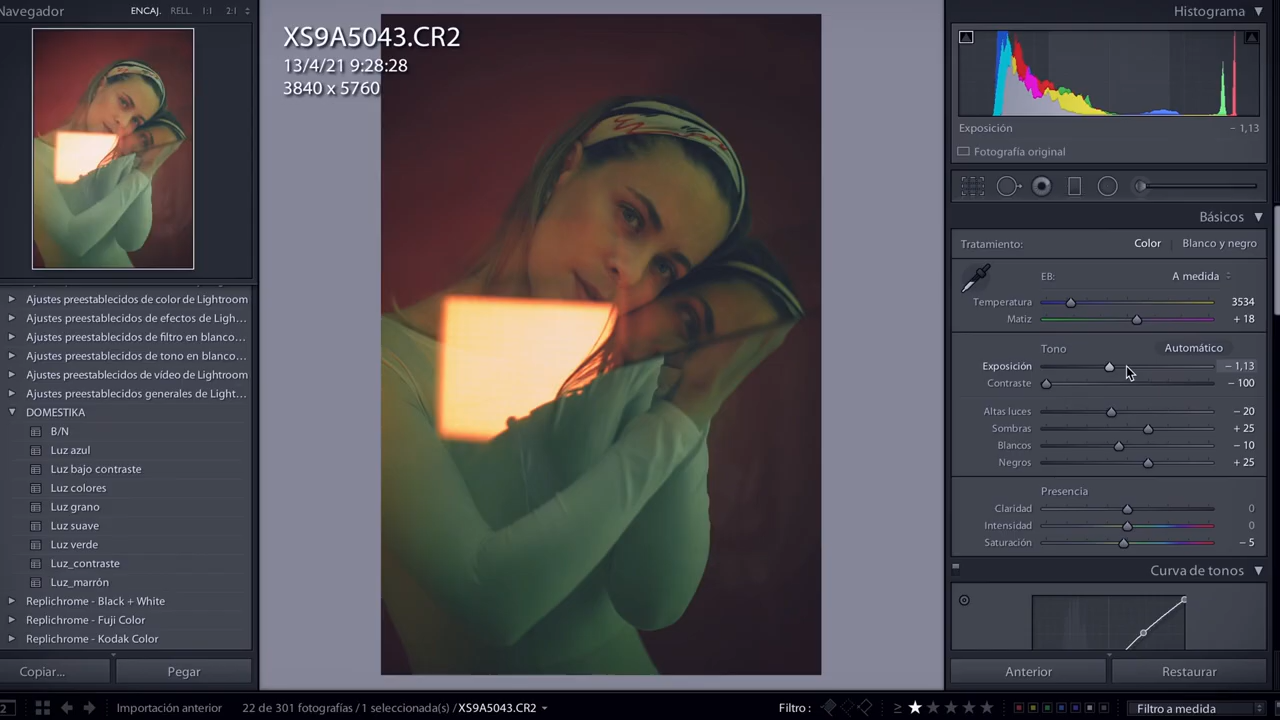 Navegador
ENCAJ. RELL. 1:1 2:1
Ajustes preestablecidos de color de Lightroom
Ajustes preestablecidos de efectos de Ligh...
Ajustes preestablecidos de filtro en blanco...
Ajustes preestablecidos de tono en blanco...
Ajustes preestablecidos de vídeo de Lightroom
Ajustes preestablecidos generales de Light...
DOMESTIKA
B/N
Luz azul
Luz bajo contraste
Luz colores
Luz grano
Luz suave
Luz verde
Luz_contraste
Luz_marrón
Replichrome - Black + White
Replichrome - Fuji Color
Replichrome - Kodak Color
Copiar...
Pegar
XS9A5043.CR2
13/4/21 9:28:28
3840 x 5760
Histograma
Exposición − 1,13
Fotografía original
Básicos
Tratamiento: Color Blanco y negro
EB: A medida
Temperatura 3534
Matiz + 18
Tono Automático
Exposición − 1,13
Contraste − 100
Altas luces − 20
Sombras + 25
Blancos − 10
Negros + 25
Presencia
Claridad 0
Intensidad 0
Saturación − 5
Curva de tonos
Anterior
Restaurar
2 Importación anterior 22 de 301 fotografías / 1 seleccionada(s) / XS9A5043.CR2 Filtro : ≥ Filtro a medida